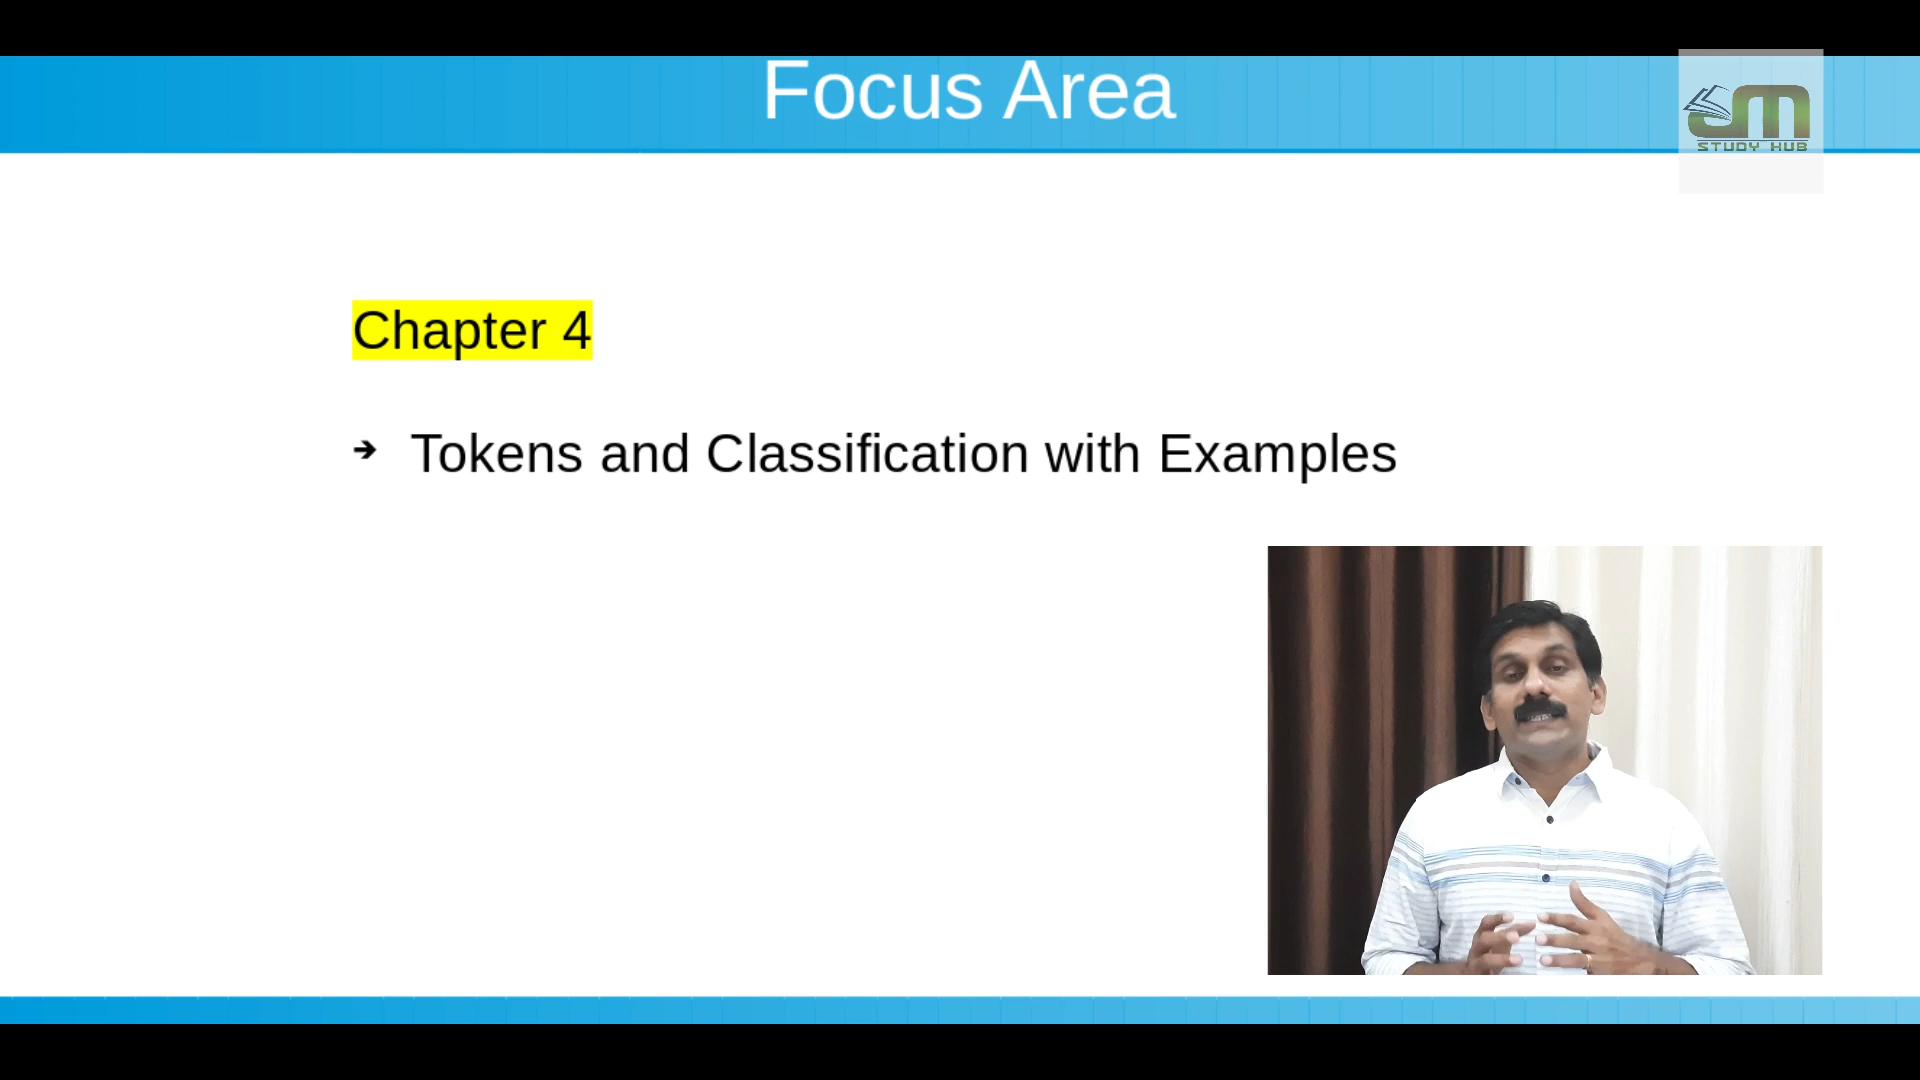 Focus Area
STUDY HUB
Chapter 4
➔ Tokens and Classification with Examples